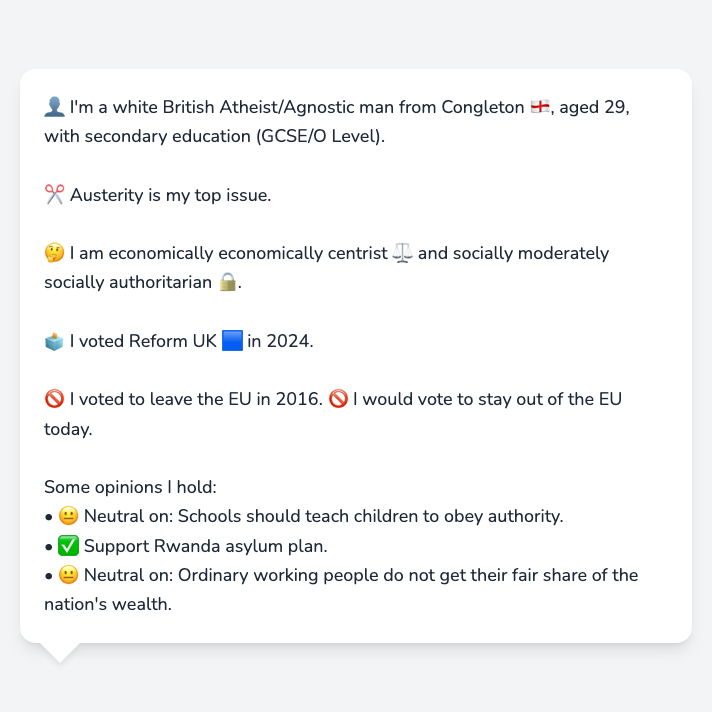 👤 I'm a white British Atheist/Agnostic man from Congleton 🏴󠁧󠁢󠁥󠁮󠁧󠁿, aged 29,
with secondary education (GCSE/O Level).
✂️ Austerity is my top issue.
🤔 I am economically economically centrist ⚖️ and socially moderately
socially authoritarian 🔒.
🗳️ I voted Reform UK 🟦 in 2024.
🚫 I voted to leave the EU in 2016. 🚫 I would vote to stay out of the EU
today.
Some opinions I hold:
• 😐 Neutral on: Schools should teach children to obey authority.
• ✅ Support Rwanda asylum plan.
• 😐 Neutral on: Ordinary working people do not get their fair share of the
nation's wealth.